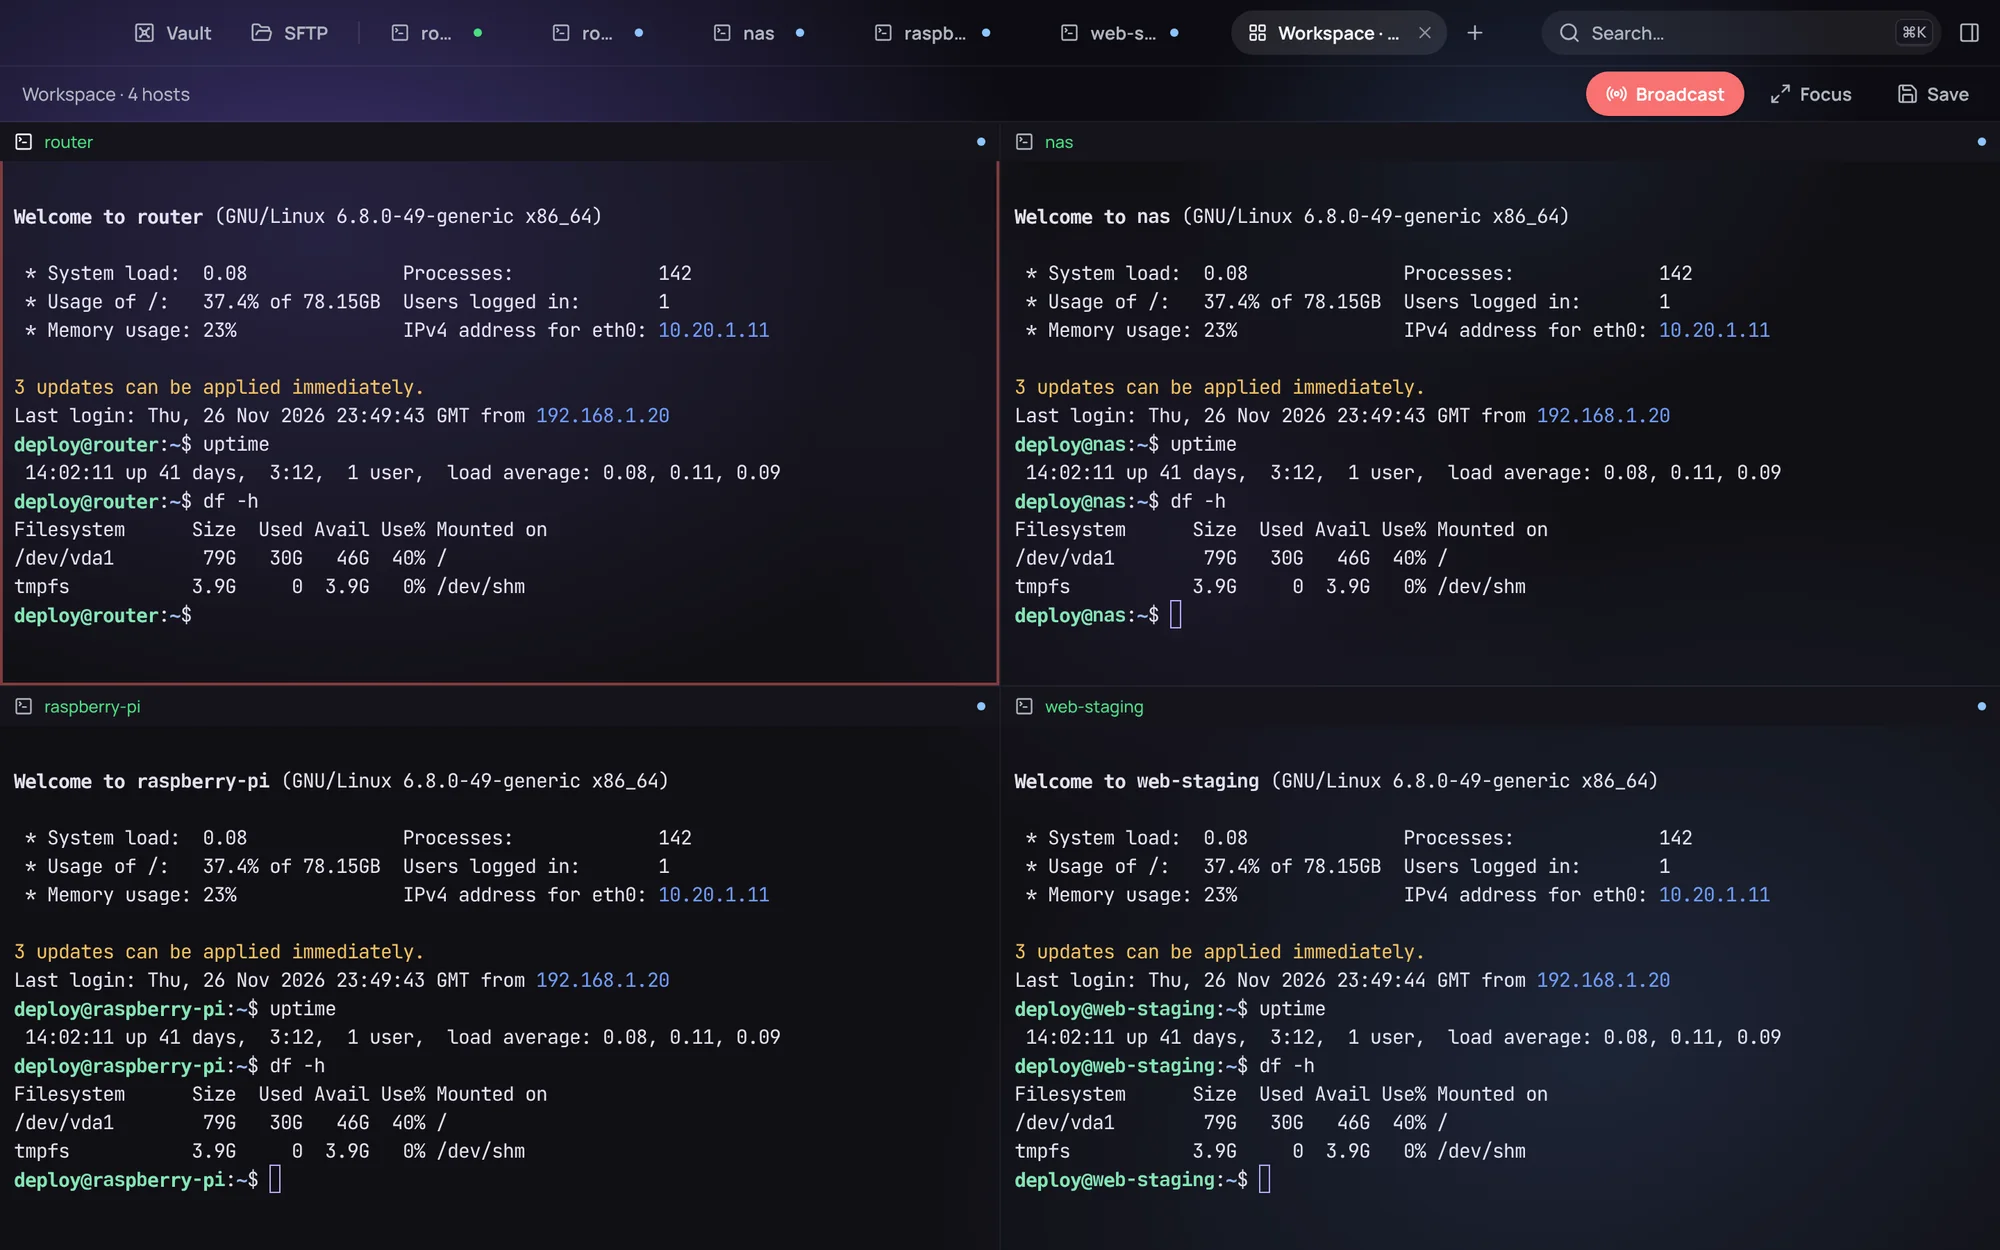 Vault SFTP ro... ro... nas raspb... web-s... Workspace · ... Search... ⌘K
Workspace · 4 hosts Broadcast Focus Save
router
Welcome to router (GNU/Linux 6.8.0-49-generic x86_64)
* System load: 0.08 Processes: 142
* Usage of /: 37.4% of 78.15GB Users logged in: 1
* Memory usage: 23% IPv4 address for eth0: 10.20.1.11
3 updates can be applied immediately.
Last login: Thu, 26 Nov 2026 23:49:43 GMT from 192.168.1.20
deploy@router:~$ uptime
14:02:11 up 41 days, 3:12, 1 user, load average: 0.08, 0.11, 0.09
deploy@router:~$ df -h
Filesystem Size Used Avail Use% Mounted on
/dev/vda1 79G 30G 46G 40% /
tmpfs 3.9G 0 3.9G 0% /dev/shm
deploy@router:~$
nas
Welcome to nas (GNU/Linux 6.8.0-49-generic x86_64)
* System load: 0.08 Processes: 142
* Usage of /: 37.4% of 78.15GB Users logged in: 1
* Memory usage: 23% IPv4 address for eth0: 10.20.1.11
3 updates can be applied immediately.
Last login: Thu, 26 Nov 2026 23:49:43 GMT from 192.168.1.20
deploy@nas:~$ uptime
14:02:11 up 41 days, 3:12, 1 user, load average: 0.08, 0.11, 0.09
deploy@nas:~$ df -h
Filesystem Size Used Avail Use% Mounted on
/dev/vda1 79G 30G 46G 40% /
tmpfs 3.9G 0 3.9G 0% /dev/shm
deploy@nas:~$
raspberry-pi
Welcome to raspberry-pi (GNU/Linux 6.8.0-49-generic x86_64)
* System load: 0.08 Processes: 142
* Usage of /: 37.4% of 78.15GB Users logged in: 1
* Memory usage: 23% IPv4 address for eth0: 10.20.1.11
3 updates can be applied immediately.
Last login: Thu, 26 Nov 2026 23:49:43 GMT from 192.168.1.20
deploy@raspberry-pi:~$ uptime
14:02:11 up 41 days, 3:12, 1 user, load average: 0.08, 0.11, 0.09
deploy@raspberry-pi:~$ df -h
Filesystem Size Used Avail Use% Mounted on
/dev/vda1 79G 30G 46G 40% /
tmpfs 3.9G 0 3.9G 0% /dev/shm
deploy@raspberry-pi:~$
web-staging
Welcome to web-staging (GNU/Linux 6.8.0-49-generic x86_64)
* System load: 0.08 Processes: 142
* Usage of /: 37.4% of 78.15GB Users logged in: 1
* Memory usage: 23% IPv4 address for eth0: 10.20.1.11
3 updates can be applied immediately.
Last login: Thu, 26 Nov 2026 23:49:44 GMT from 192.168.1.20
deploy@web-staging:~$ uptime
14:02:11 up 41 days, 3:12, 1 user, load average: 0.08, 0.11, 0.09
deploy@web-staging:~$ df -h
Filesystem Size Used Avail Use% Mounted on
/dev/vda1 79G 30G 46G 40% /
tmpfs 3.9G 0 3.9G 0% /dev/shm
deploy@web-staging:~$